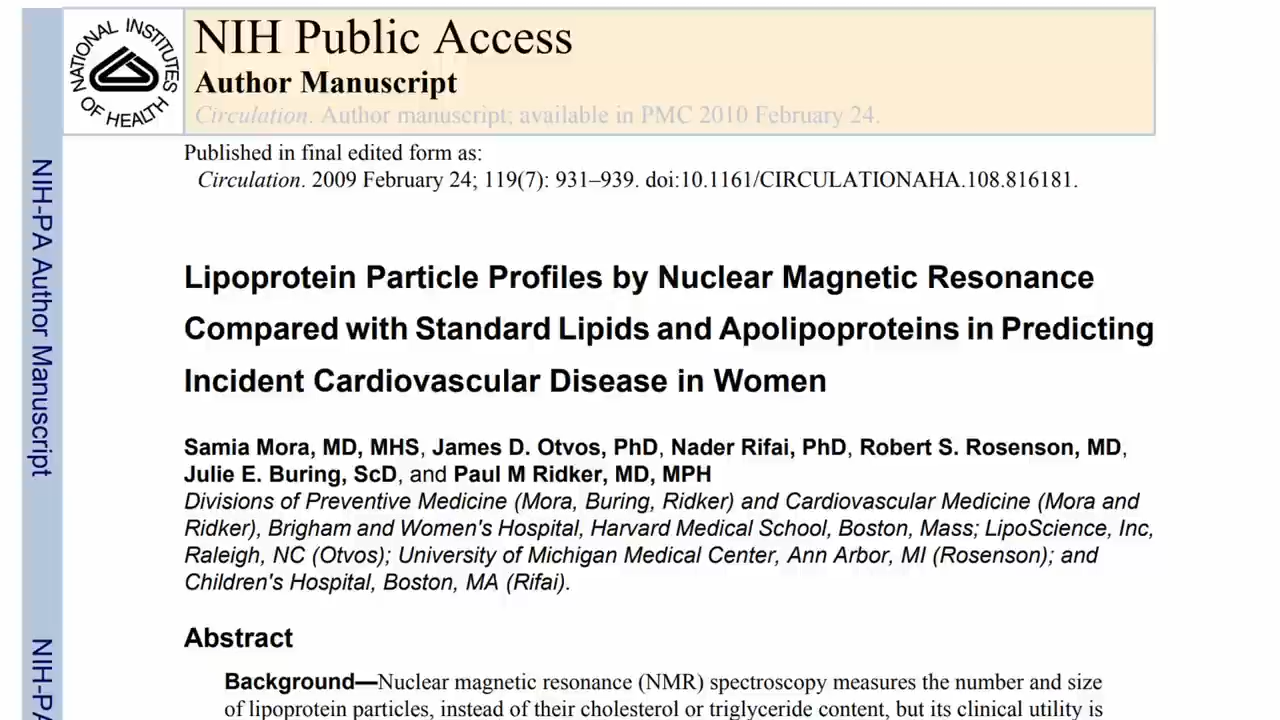 NATIONAL INSTITUTES OF HEALTH
NIH Public Access
Author Manuscript
Circulation. Author manuscript; available in PMC 2010 February 24.
Published in final edited form as:
Circulation. 2009 February 24; 119(7): 931–939. doi:10.1161/CIRCULATIONAHA.108.816181.
NIH-PA Author Manuscript
Lipoprotein Particle Profiles by Nuclear Magnetic Resonance
Compared with Standard Lipids and Apolipoproteins in Predicting
Incident Cardiovascular Disease in Women
Samia Mora, MD, MHS, James D. Otvos, PhD, Nader Rifai, PhD, Robert S. Rosenson, MD,
Julie E. Buring, ScD, and Paul M Ridker, MD, MPH
Divisions of Preventive Medicine (Mora, Buring, Ridker) and Cardiovascular Medicine (Mora and
Ridker), Brigham and Women's Hospital, Harvard Medical School, Boston, Mass; LipoScience, Inc,
Raleigh, NC (Otvos); University of Michigan Medical Center, Ann Arbor, MI (Rosenson); and
Children's Hospital, Boston, MA (Rifai).
Abstract
Background—Nuclear magnetic resonance (NMR) spectroscopy measures the number and size
of lipoprotein particles, instead of their cholesterol or triglyceride content, but its clinical utility is
NIH-PA